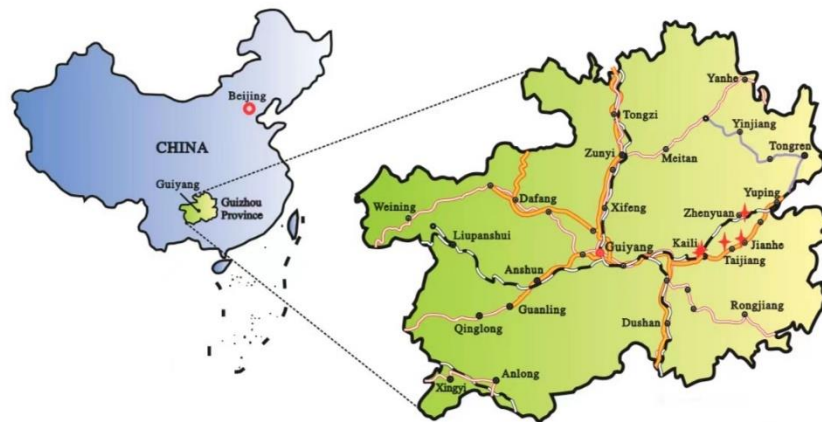 Beijing
CHINA
Guiyang
Guizhou
Province
Yanhe
Tongzi
Yinjiang
Tongren
Zunyi
Meitan
Yuping
Dafang
Weining
Xifeng
Zhenyuan
Liupanshui
Guiyang
Kaili
Jianhe
Taijiang
Anshun
Guanling
Rongjiang
Qinglong
Dushan
Anlong
Xingyi